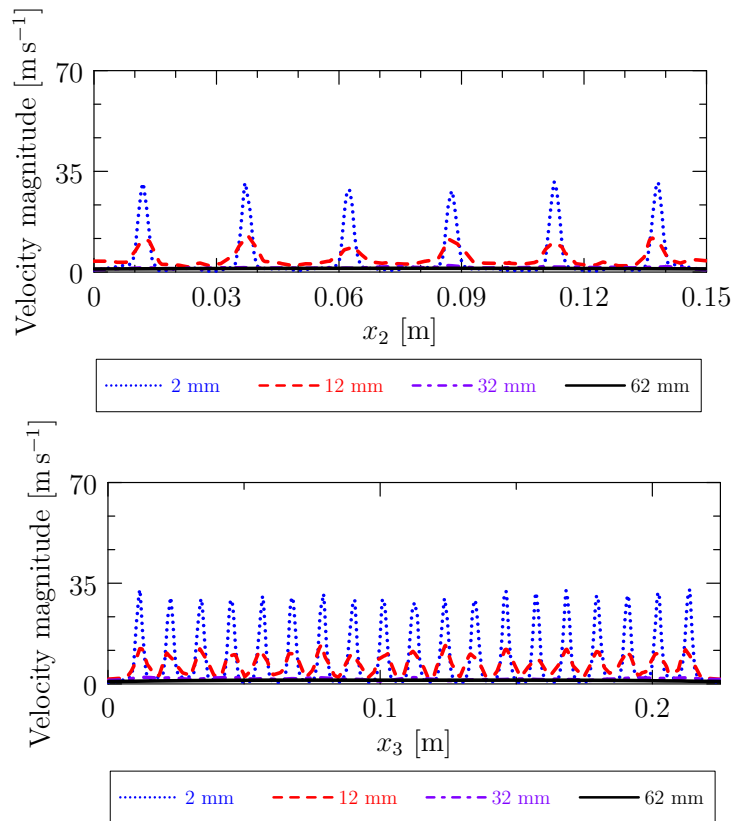 Velocity magnitude [m s⁻¹]
70
35
0
0 0.03 0.06 0.09 0.12 0.15
x₂ [m]
2 mm 12 mm 32 mm 62 mm
Velocity magnitude [m s⁻¹]
70
35
0
0 0.1 0.2
x₃ [m]
2 mm 12 mm 32 mm 62 mm